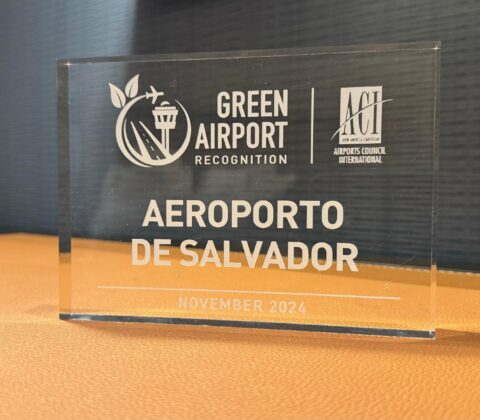 GREEN
AIRPORT
RECOGNITION
ACI
AIRPORTS COUNCIL
INTERNATIONAL
AEROPORTO
DE SALVADOR
NOVEMBER 2024